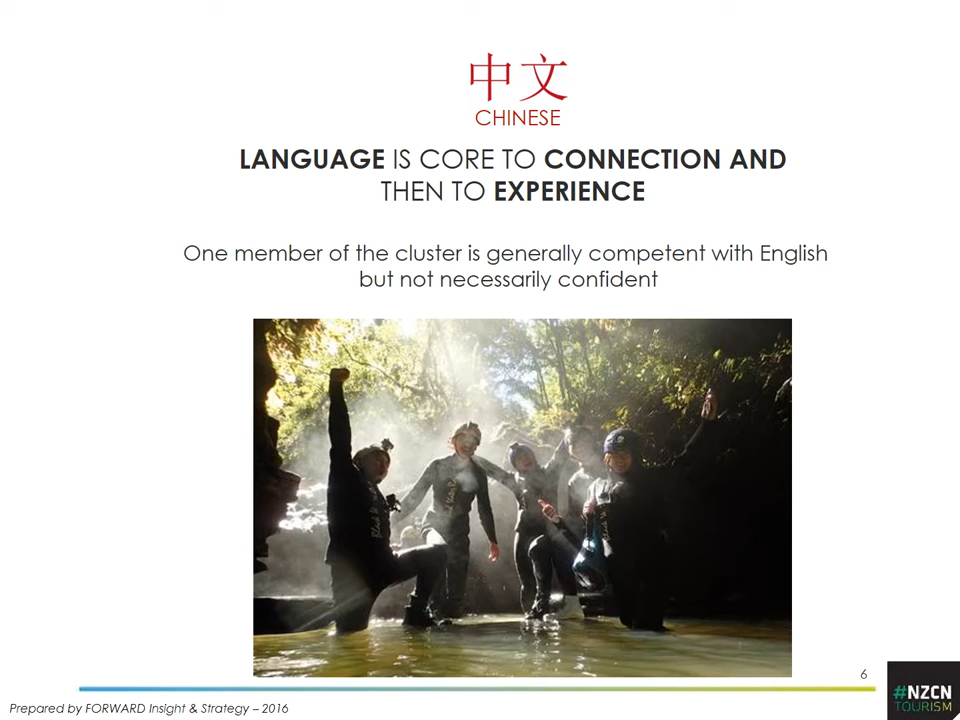 中文
CHINESE
LANGUAGE IS CORE TO CONNECTION AND
THEN TO EXPERIENCE
One member of the cluster is generally competent with English
but not necessarily confident
6
Prepared by FORWARD Insight & Strategy – 2016
#NZCN
TOURISM